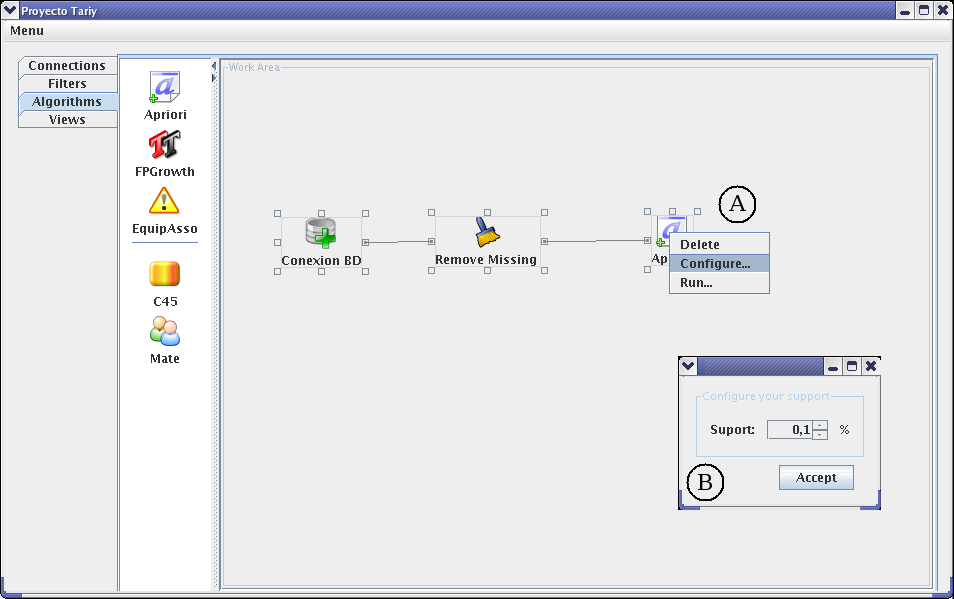 Proyecto Tariy
Menu
Connections
Filters
Algorithms
Views
Apriori
FPGrowth
EquipAsso
C45
Mate
Work Area
Conexion BD
Remove Missing
Ap
A
Delete
Configure...
Run...
Configure your support
Suport: 0,1 %
B
Accept